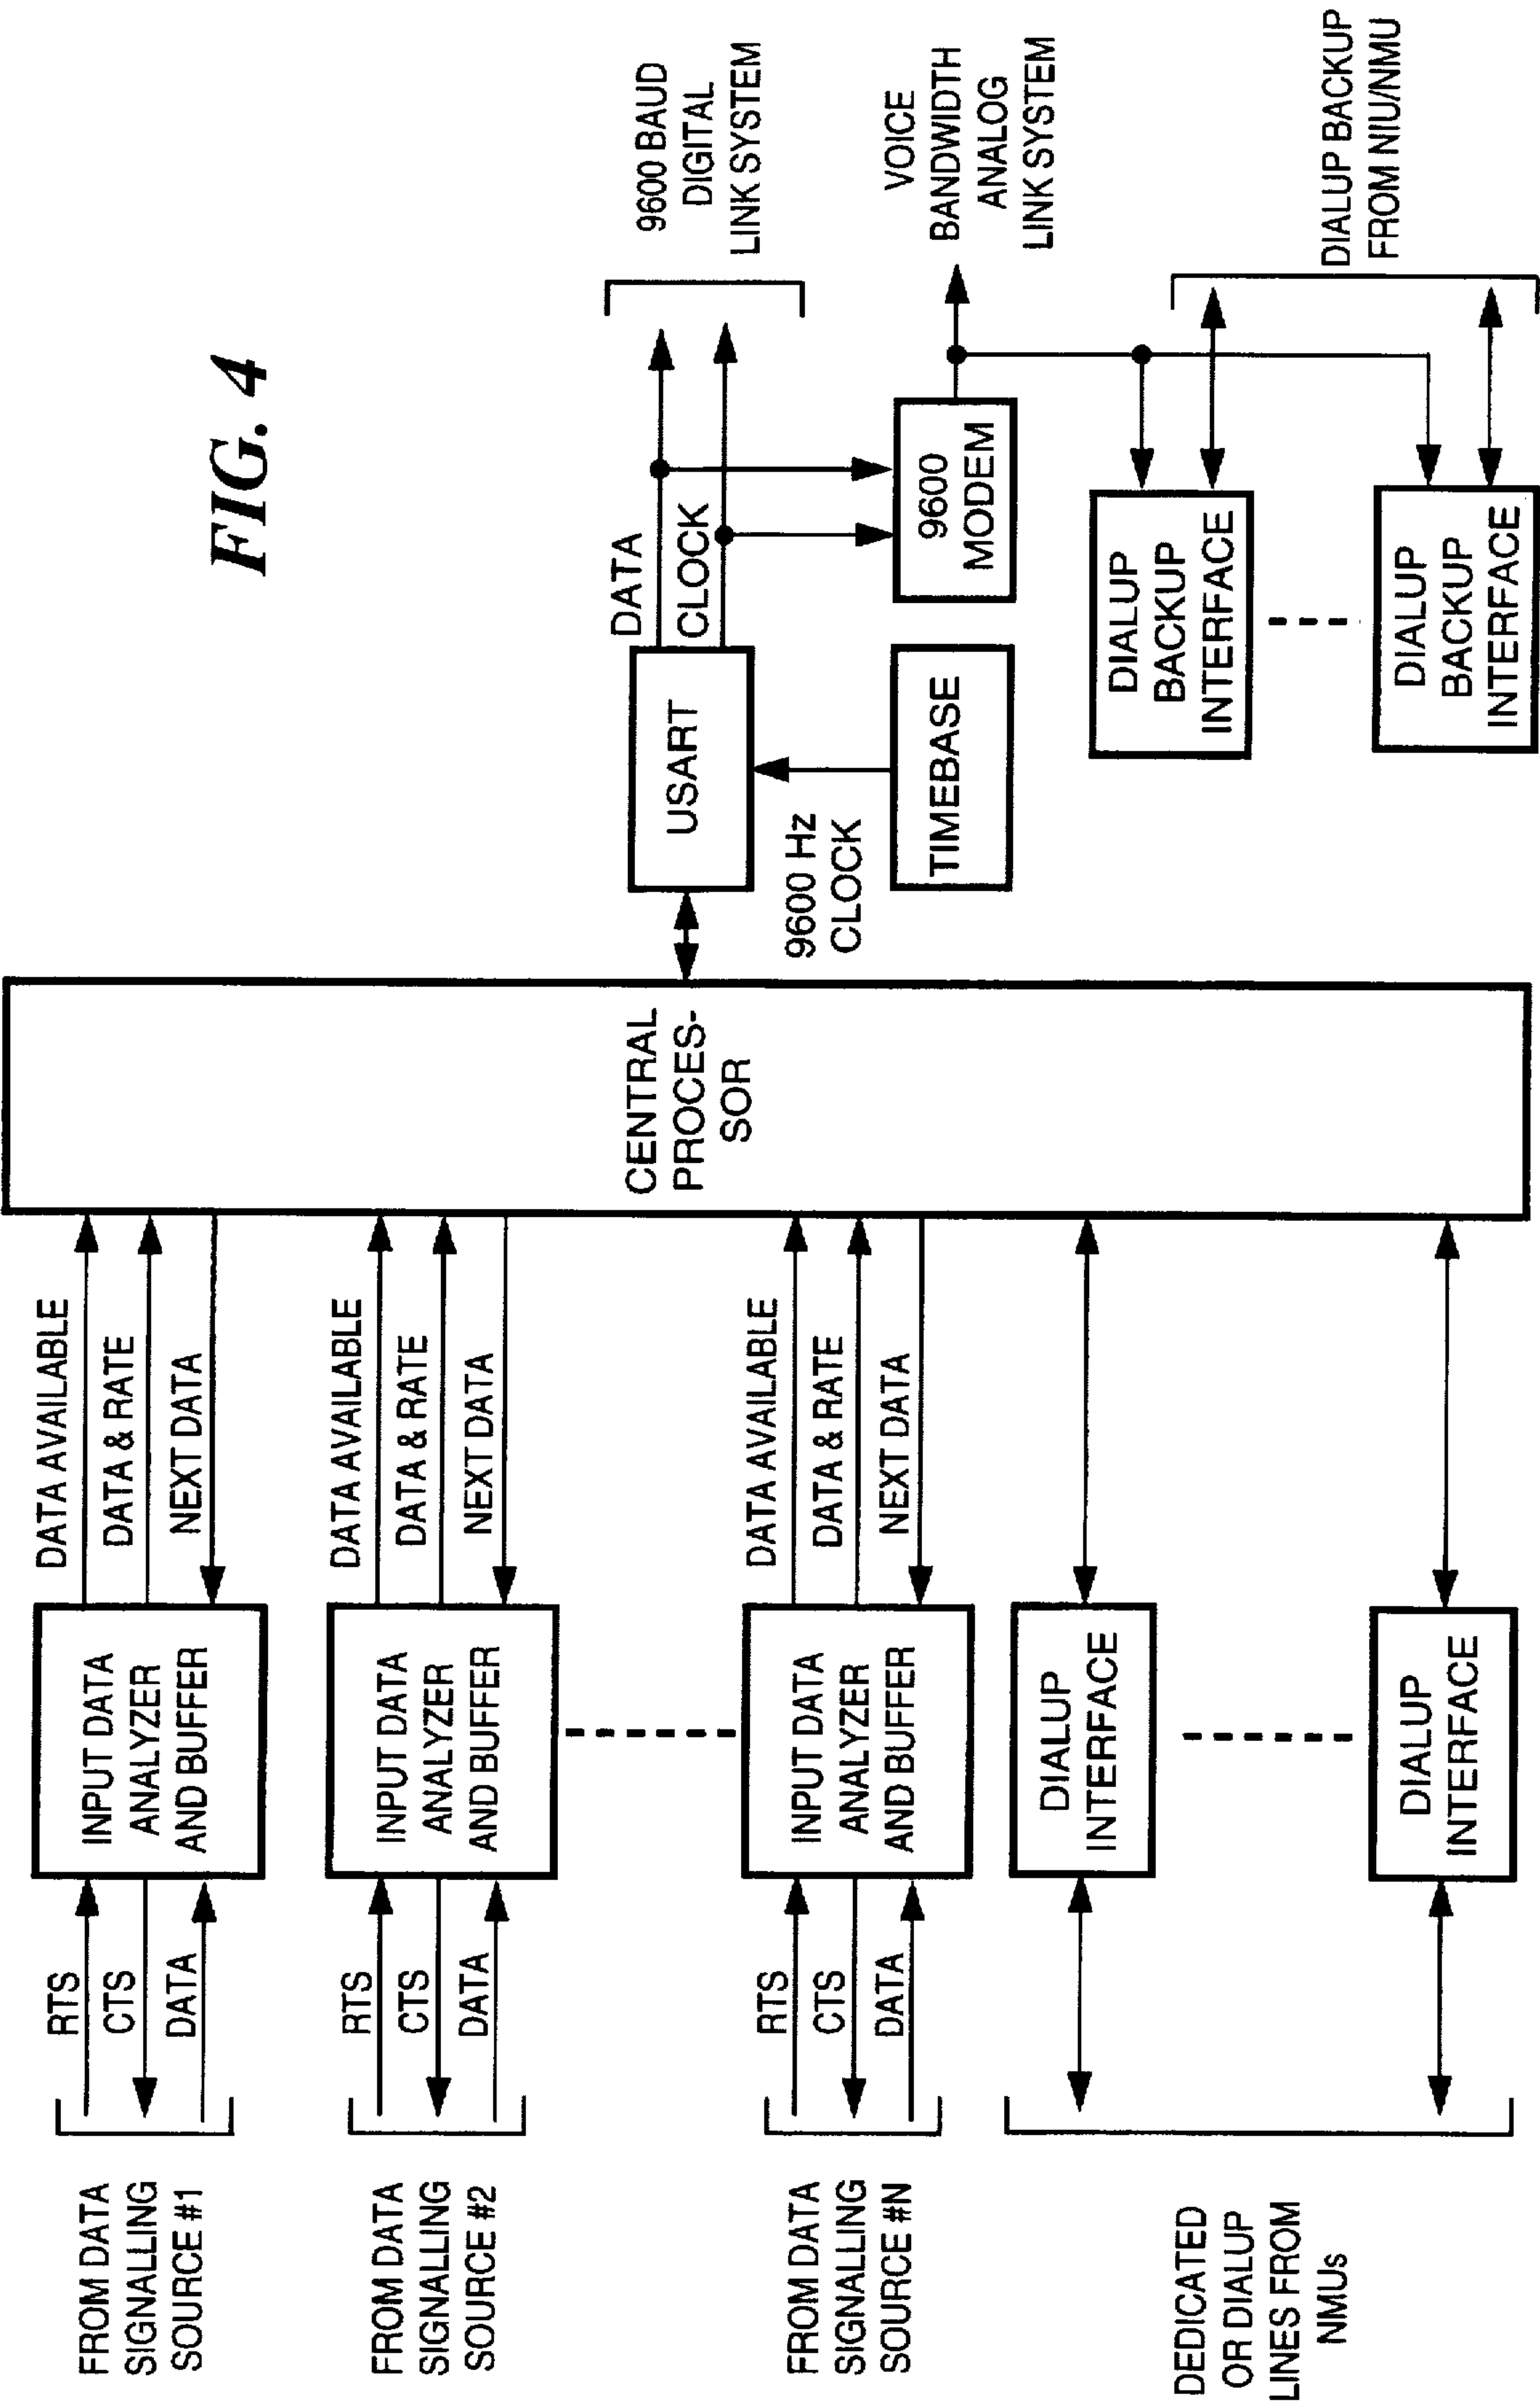 FIG. 4
FROM DATA
SIGNALLING
SOURCE #1
RTS
CTS
DATA
INPUT DATA
ANALYZER
AND BUFFER
DATA AVAILABLE
DATA & RATE
NEXT DATA
FROM DATA
SIGNALLING
SOURCE #2
RTS
CTS
DATA
INPUT DATA
ANALYZER
AND BUFFER
DATA AVAILABLE
DATA & RATE
NEXT DATA
FROM DATA
SIGNALLING
SOURCE #N
RTS
CTS
DATA
INPUT DATA
ANALYZER
AND BUFFER
DATA AVAILABLE
DATA & RATE
NEXT DATA
DEDICATED
OR DIALUP
LINES FROM
NMUs
DIALUP
INTERFACE
DIALUP
INTERFACE
CENTRAL
PROCES-
SOR
USART
DATA
CLOCK
9600 BAUD
DIGITAL
LINK SYSTEM
9600 Hz
CLOCK
TIMEBASE
9600
MODEM
VOICE
BANDWIDTH
ANALOG
LINK SYSTEM
DIALUP
BACKUP
INTERFACE
DIALUP
BACKUP
INTERFACE
DIALUP BACKUP
FROM NIU/NMU